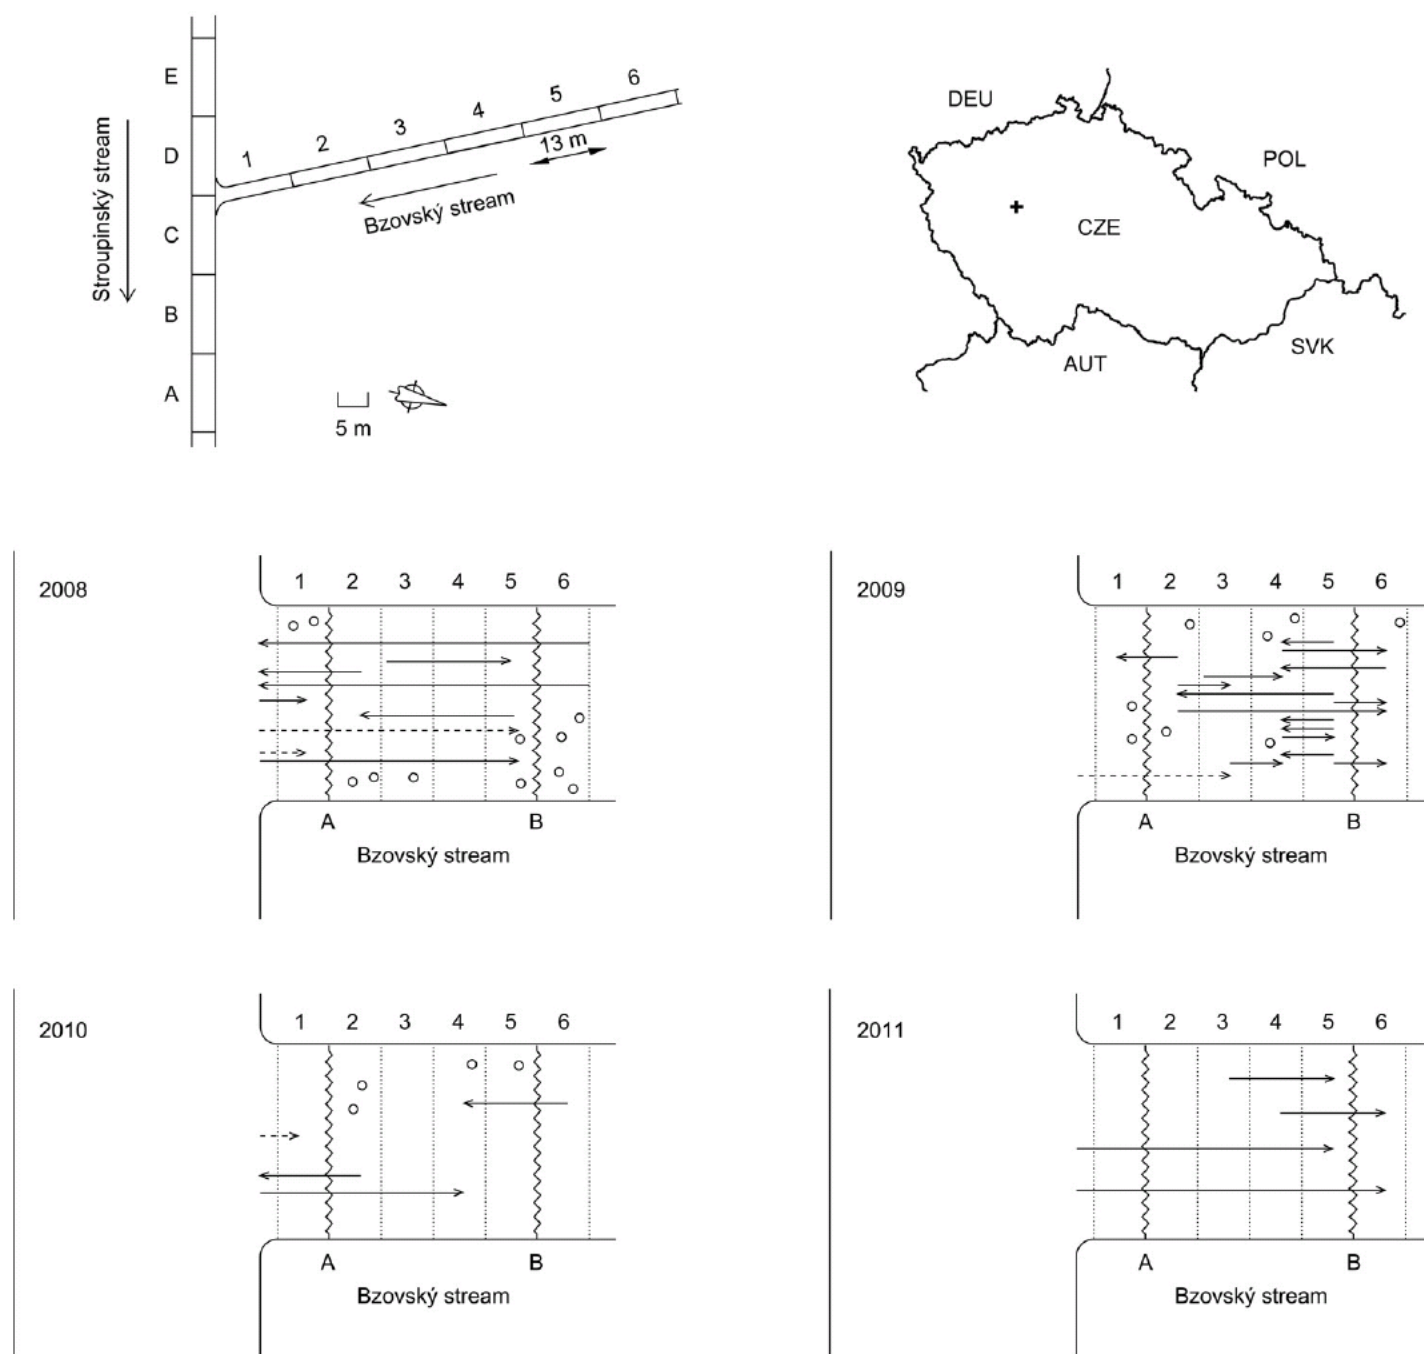 E
D
C
B
A
Stroupinský stream
1 2 3 4 5 6
13 m
Bzovský stream
5 m
DEU
POL
CZE
SVK
AUT
2008
1 2 3 4 5 6
A B
Bzovský stream
2009
1 2 3 4 5 6
A B
Bzovský stream
2010
1 2 3 4 5 6
A B
Bzovský stream
2011
1 2 3 4 5 6
A B
Bzovský stream